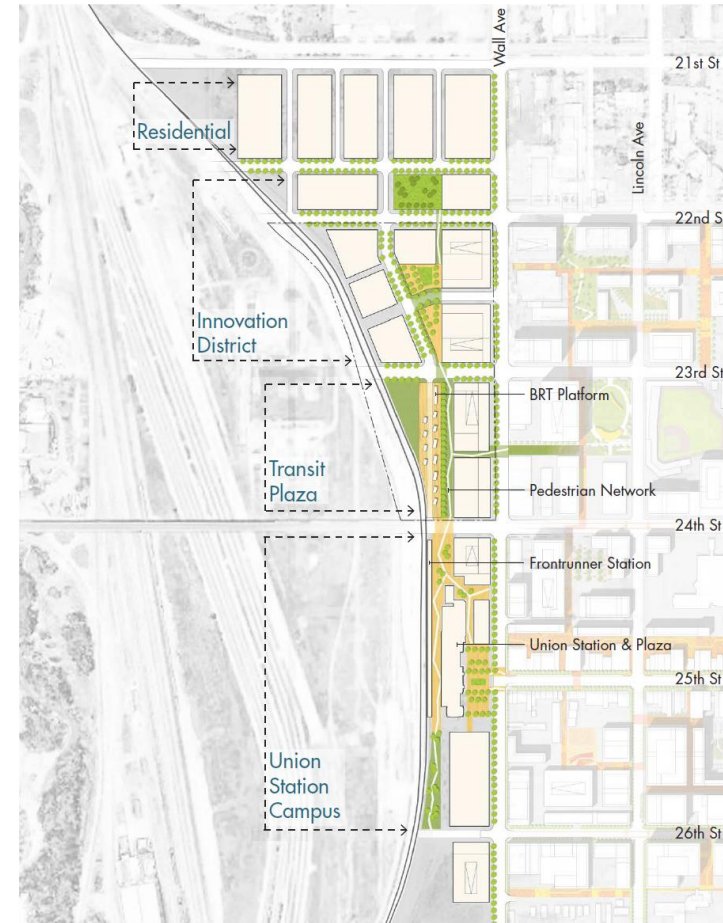 Wall Ave
21st St
Residential
Lincoln Ave
22nd S
Innovation
District
23rd St
BRT Platform
Transit
Plaza
Pedestrian Network
24th St
Frontrunner Station
Union Station & Plaza
25th St
Union
Station
Campus
26th St